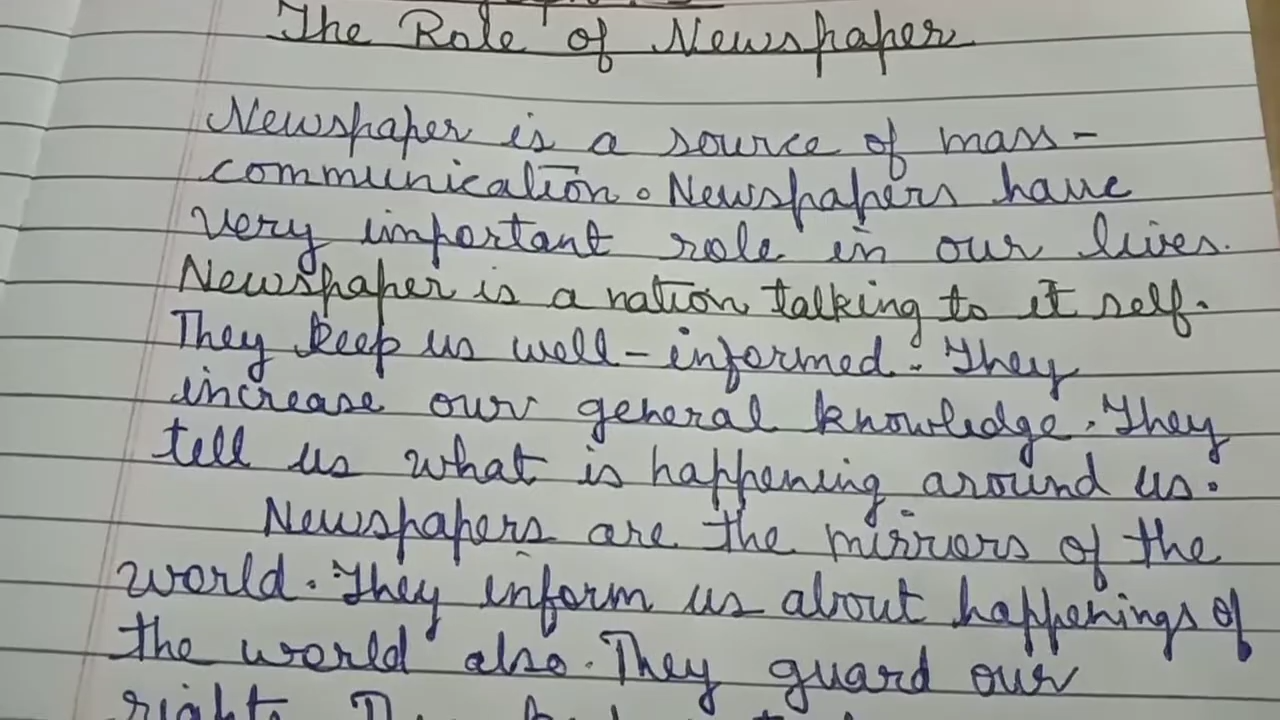 The Role of Newspaper
Newspaper is a source of mass-
communication. Newspapers have
very important role in our lives.
Newspaper is a nation talking to it self.
They keep us well-informed. They
increase our general knowledge. They
tell us what is happening around us.
Newspapers are the mirrors of the
world. They inform us about happenings of
the world also. They guard our
rights